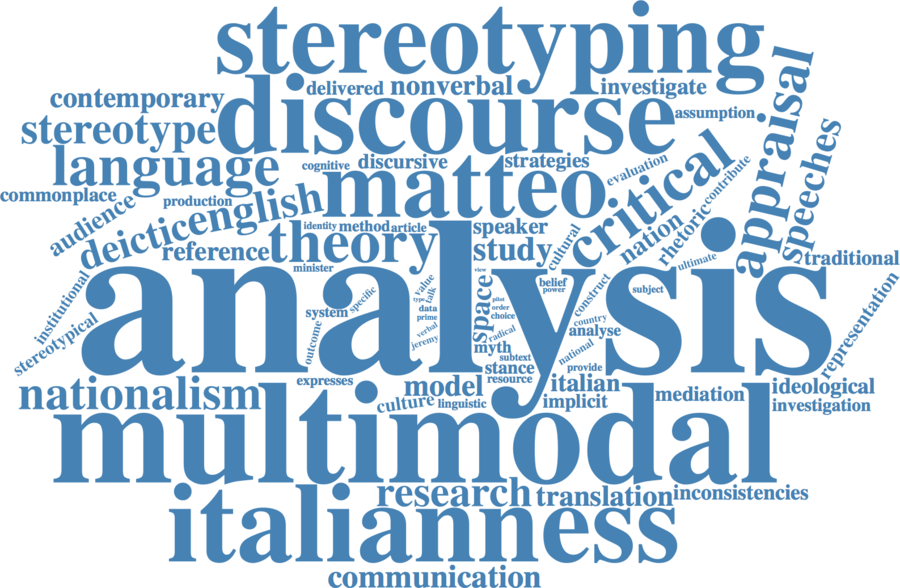 stereotyping
delivered nonverbal investigate
contemporary
discourse
assumption
stereotype
appraisal
language
cognitive discursive strategies
evaluation
critical
speeches
commonplace
matteo
contribute
production
audience
deictic
english
identity method article
speaker
cultural
nation
rhetoric
reference
theory
study
ultimate
traditional
minister
analysis
view
institutional
stereotypical
value
talk
type
data
prime
verbal
jeremy
system
specific
outcome
space
pilot
order
choice
radical
myth
subtext
belief
power
construct
country
analyse
national
subject
representation
expresses
stance
resource
provide
nationalism
model
italian
implicit
culture
linguistic
mediation
ideological
investigation
multimodal
research
translation
inconsistencies
italianness
communication